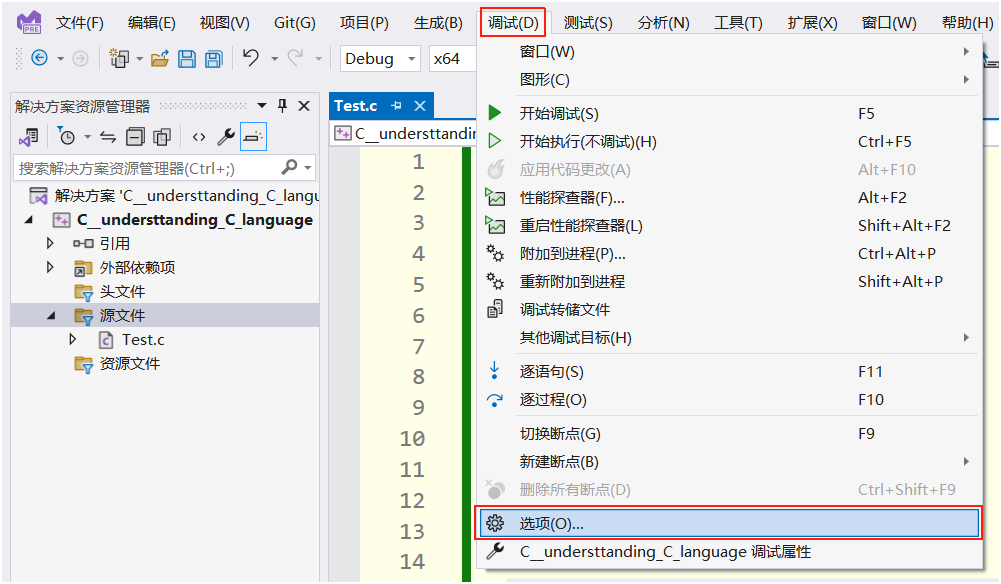 PRE 文件(F) 编辑(E) 视图(V) Git(G) 项目(P) 生成(B) 调试(D) 测试(S) 分析(N) 工具(T) 扩展(X) 窗口(W) 帮助(H)
Debug x64
解决方案资源管理器
搜索解决方案资源管理器(Ctrl+;)
解决方案 'C__understtanding_C_langu
C__understtanding_C_language
引用
外部依赖项
头文件
源文件
Test.c
资源文件
Test.c
C__understtandin
1
2
3
4
5
6
7
8
9
10
11
12
13
14
窗口(W)
图形(C)
开始调试(S) F5
开始执行(不调试)(H) Ctrl+F5
应用代码更改(A) Alt+F10
性能探查器(F)... Alt+F2
重启性能探查器(L) Shift+Alt+F2
附加到进程(P)... Ctrl+Alt+P
重新附加到进程 Shift+Alt+P
调试转储文件
其他调试目标(H)
逐语句(S) F11
逐过程(O) F10
切换断点(G) F9
新建断点(B)
删除所有断点(D) Ctrl+Shift+F9
选项(O)...
C__understtanding_C_language 调试属性